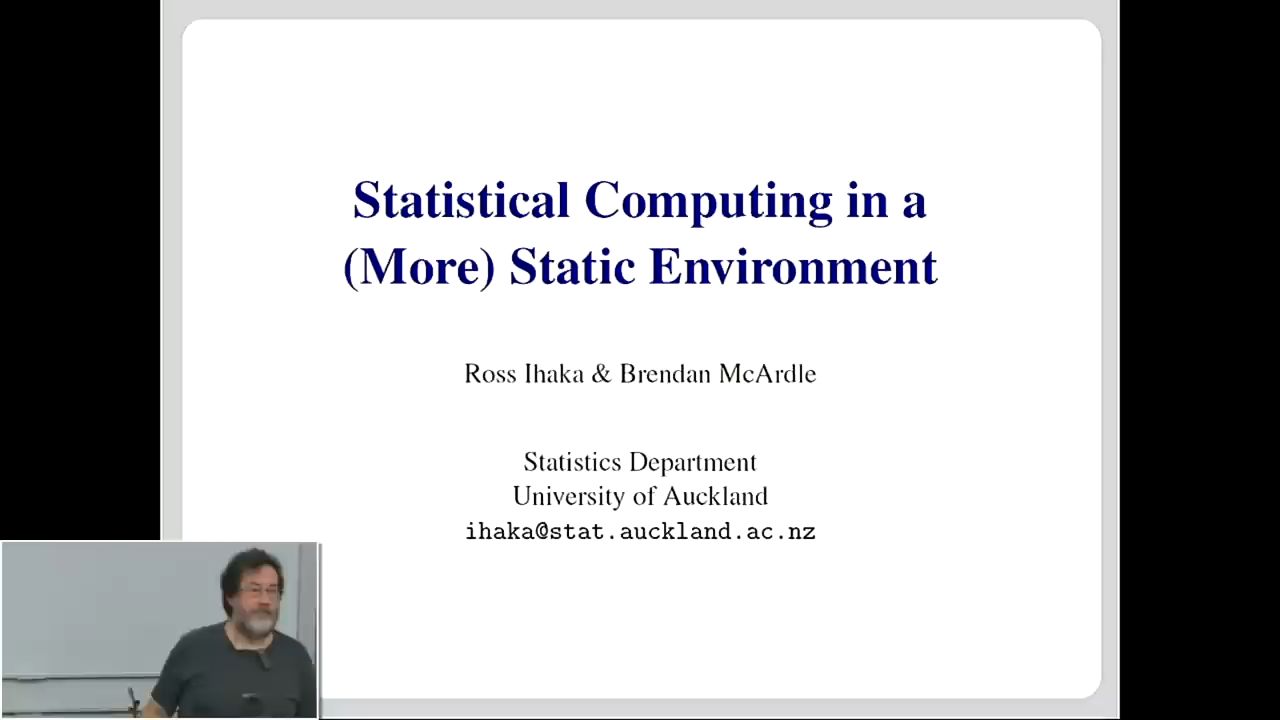 Statistical Computing in a
(More) Static Environment
Ross Ihaka & Brendan McArdle
Statistics Department
University of Auckland
ihaka@stat.auckland.ac.nz